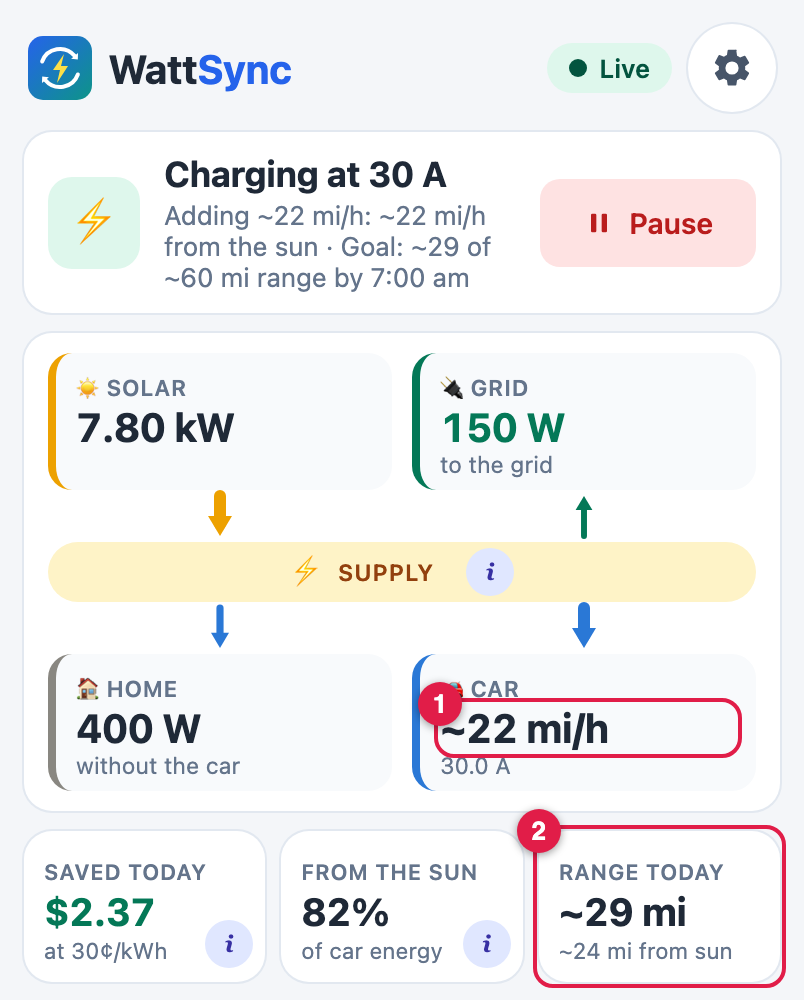 WattSync
Live
Charging at 30 A
Adding ~22 mi/h: ~22 mi/h
from the sun · Goal: ~29 of
~60 mi range by 7:00 am
Pause
SOLAR
7.80 kW
GRID
150 W
to the grid
SUPPLY
i
HOME
400 W
without the car
CAR
1
~22 mi/h
30.0 A
2
SAVED TODAY
$2.37
at 30¢/kWh
i
FROM THE SUN
82%
of car energy
i
RANGE TODAY
~29 mi
~24 mi from sun